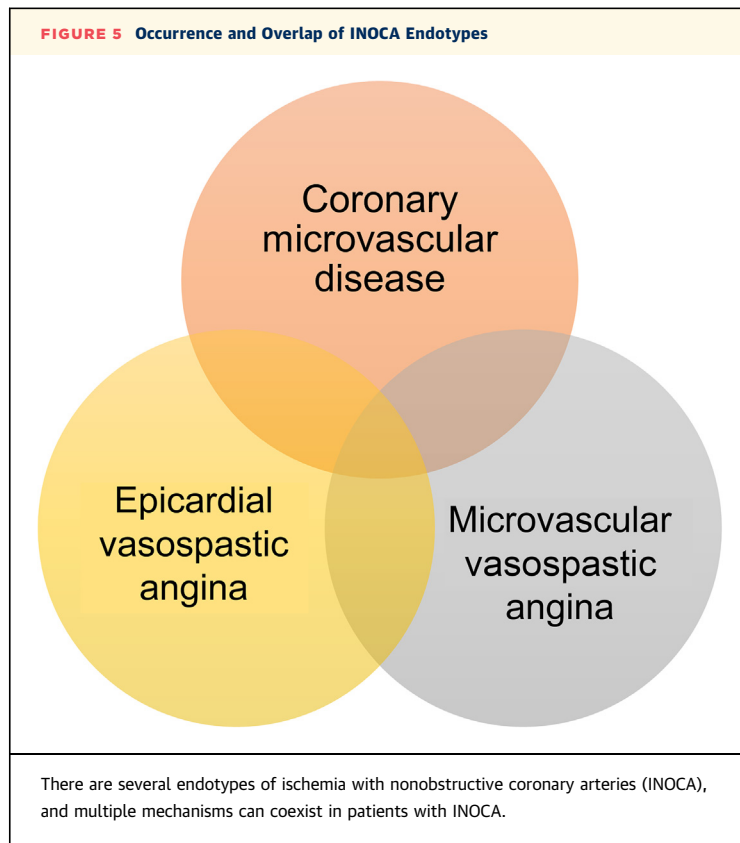 FIGURE 5 Occurrence and Overlap of INOCA Endotypes
Coronary
microvascular
disease
Epicardial
vasospastic
angina
Microvascular
vasospastic
angina
There are several endotypes of ischemia with nonobstructive coronary arteries (INOCA),
and multiple mechanisms can coexist in patients with INOCA.